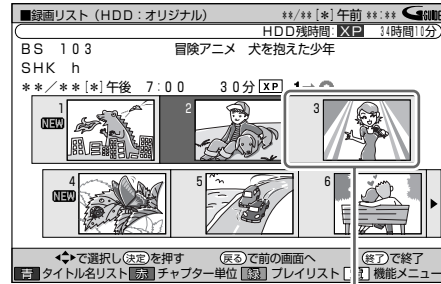 ■録画リスト（HDD：オリジナル） **/** [*] 午前 **:** G-GUIDE
HDD残時間: XP 34時間10分
BS 103 冒険アニメ 犬を抱えた少年
SHK h
**/**[*]午後 7:00 30分 XP 1→
1 2 3
NEW
4 5 6
NEW
で選択し決定を押す 戻るで前の画面へ 終了で終了
青 タイトル名リスト 赤 チャプター単位 緑 プレイリスト 機能メニュー